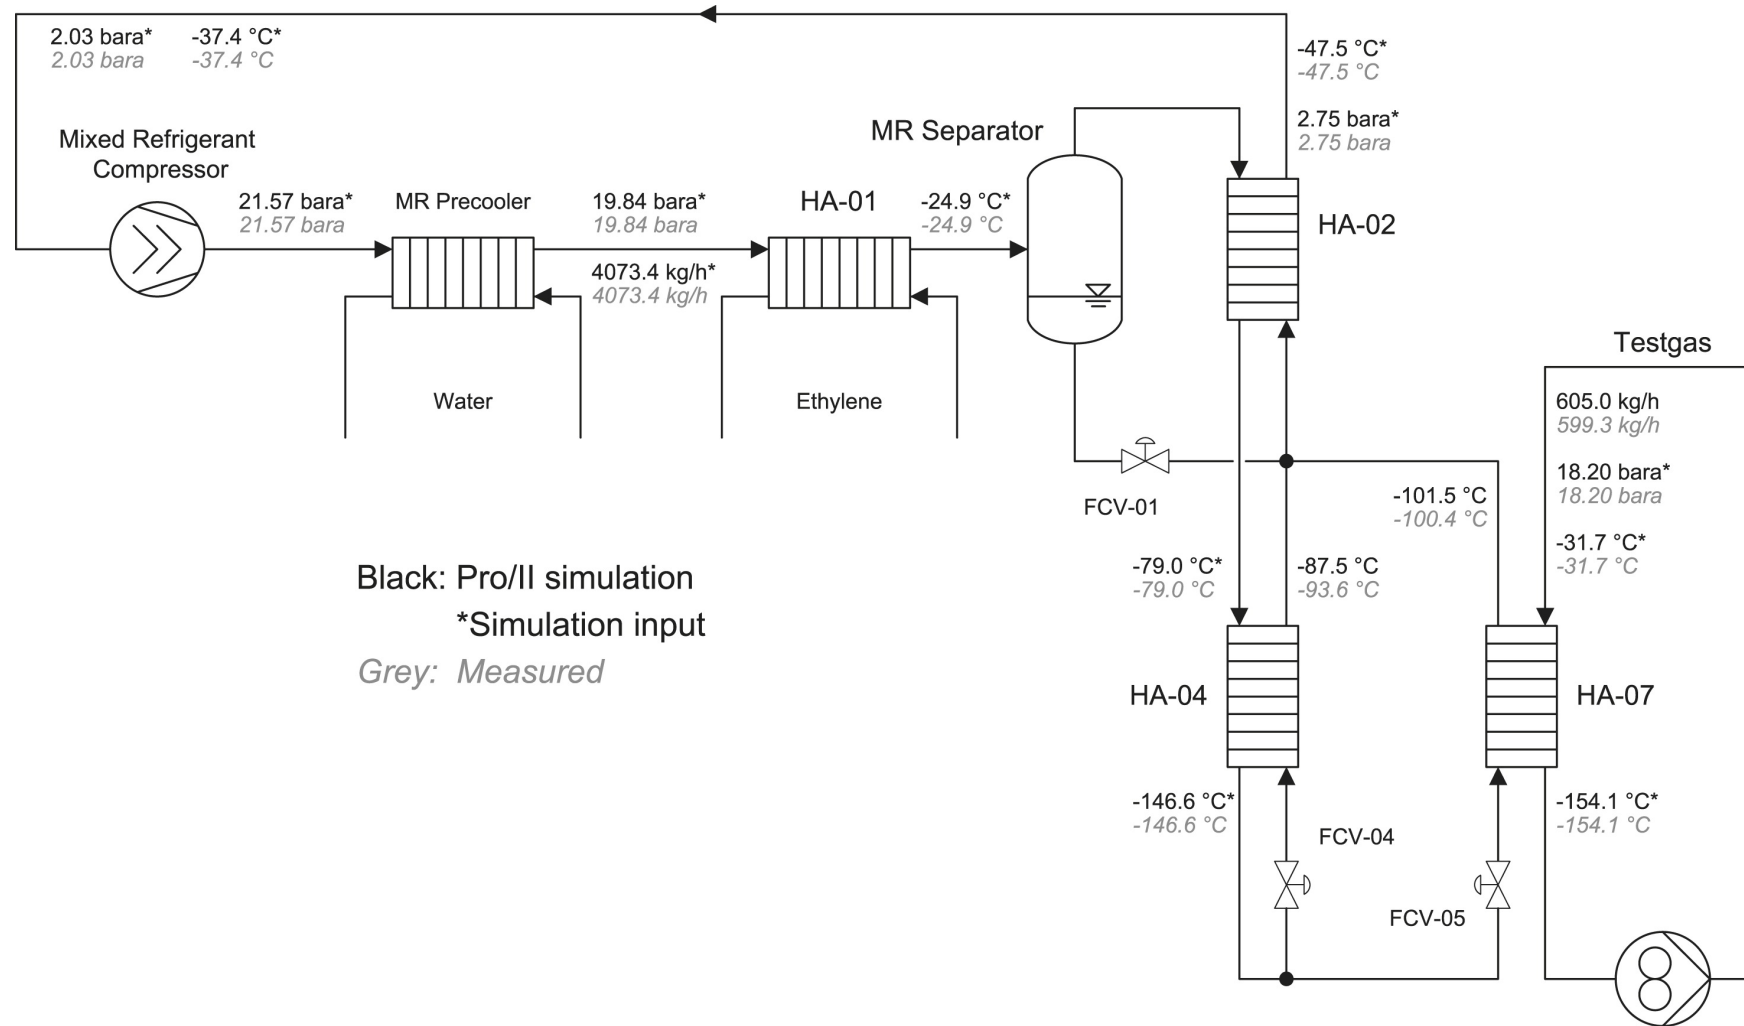 2.03 bara* -37.4 °C*
2.03 bara -37.4 °C
-47.5 °C*
-47.5 °C
2.75 bara*
2.75 bara
MR Separator
Mixed Refrigerant
Compressor
21.57 bara*
21.57 bara
MR Precooler
19.84 bara*
19.84 bara
HA-01
-24.9 °C*
-24.9 °C
HA-02
4073.4 kg/h*
4073.4 kg/h
Water
Ethylene
Testgas
605.0 kg/h
599.3 kg/h
18.20 bara*
18.20 bara
-31.7 °C*
-31.7 °C
FCV-01
-101.5 °C
-100.4 °C
-79.0 °C*
-79.0 °C
-87.5 °C
-93.6 °C
Black: Pro/II simulation
*Simulation input
Grey: Measured
HA-04
HA-07
-146.6 °C*
-146.6 °C
-154.1 °C*
-154.1 °C
FCV-04
FCV-05